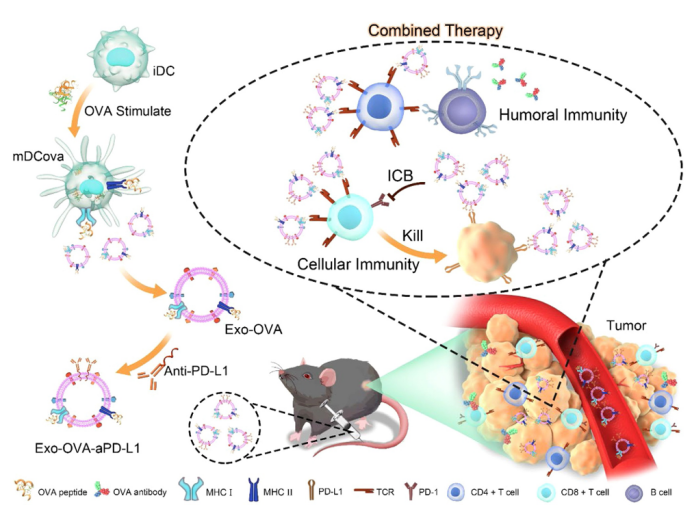 Combined Therapy
iDC
OVA Stimulate
mDCova
Humoral Immunity
ICB
Kill
Cellular Immunity
Exo-OVA
Anti-PD-L1
Exo-OVA-aPD-L1
Tumor
OVA peptide OVA antibody MHC I MHC II PD-L1 TCR PD-1 CD4 + T cell CD8 + T cell B cell